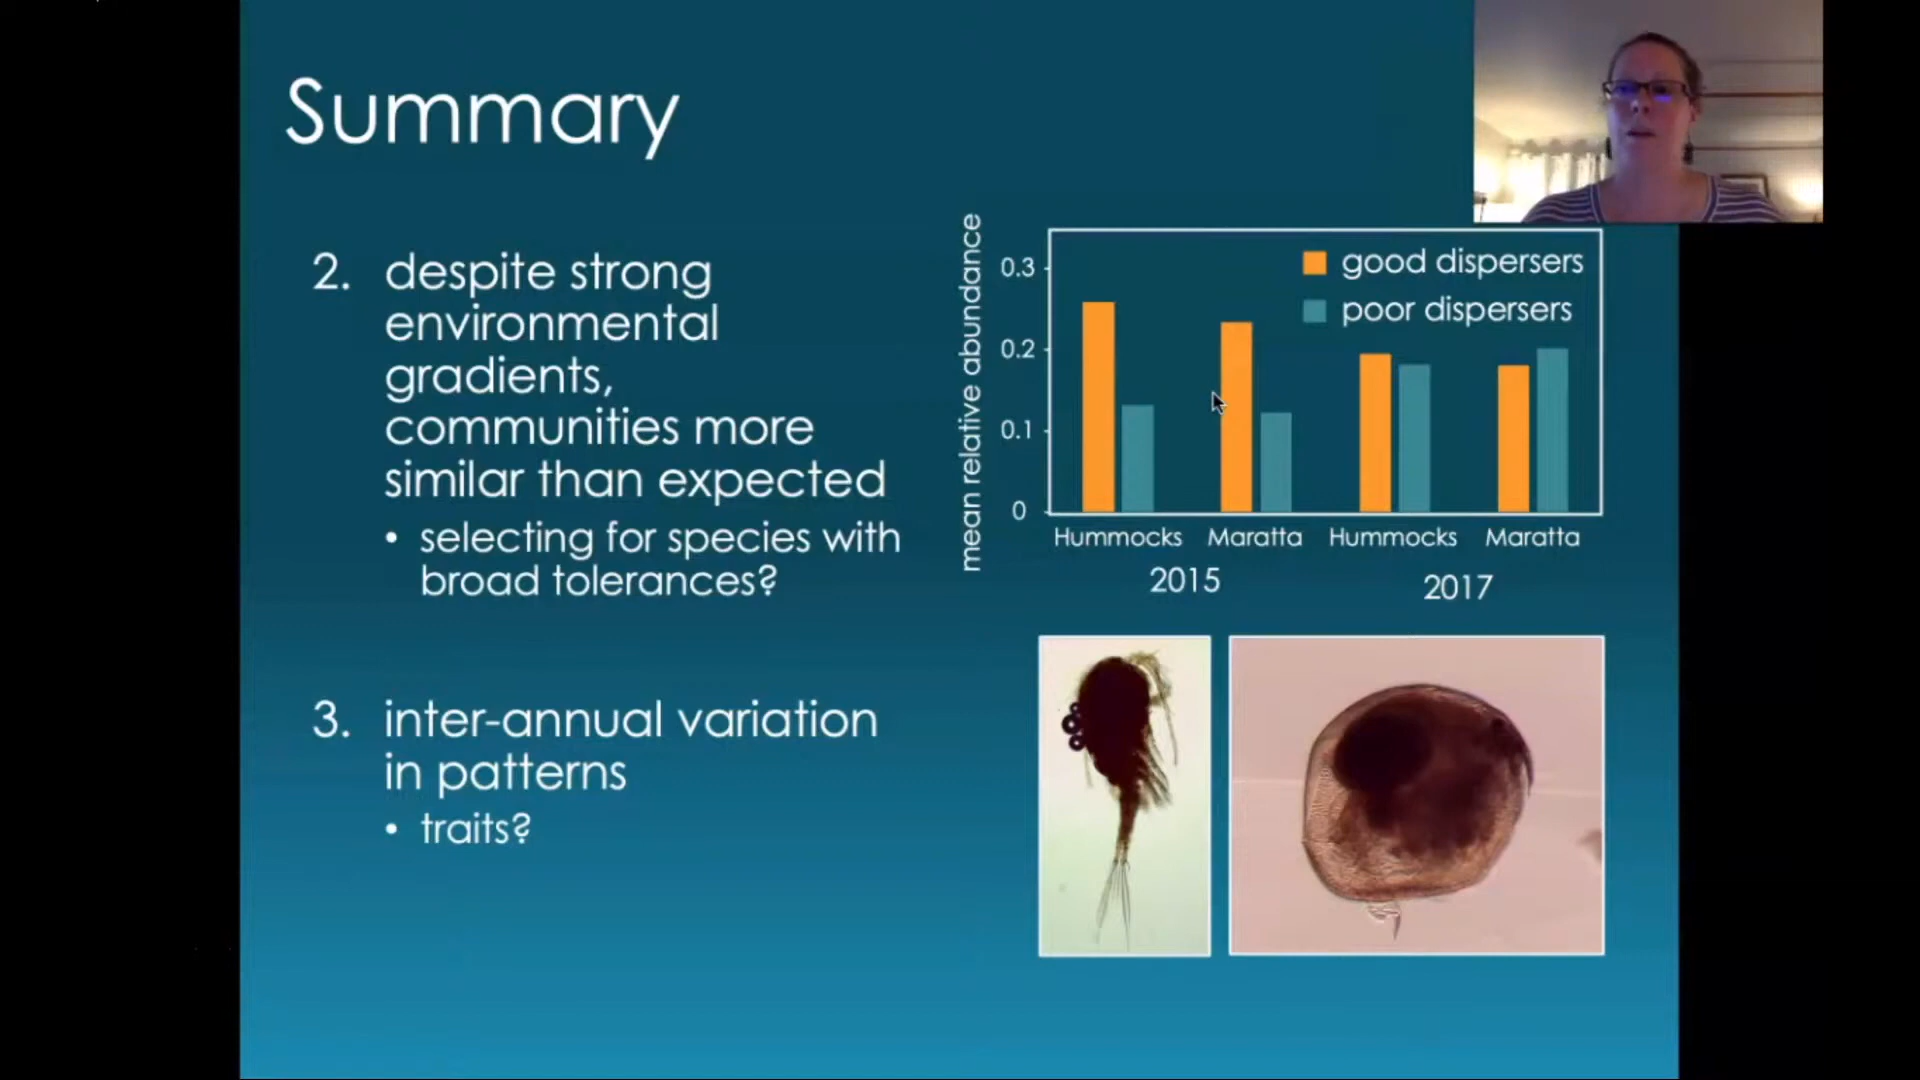 Summary
2. despite strong
environmental
gradients,
communities more
similar than expected
• selecting for species with
broad tolerances?
3. inter-annual variation
in patterns
• traits?
mean relative abundance
0.3
0.2
0.1
0
good dispersers
poor dispersers
Hummocks Maratta Hummocks Maratta
2015 2017